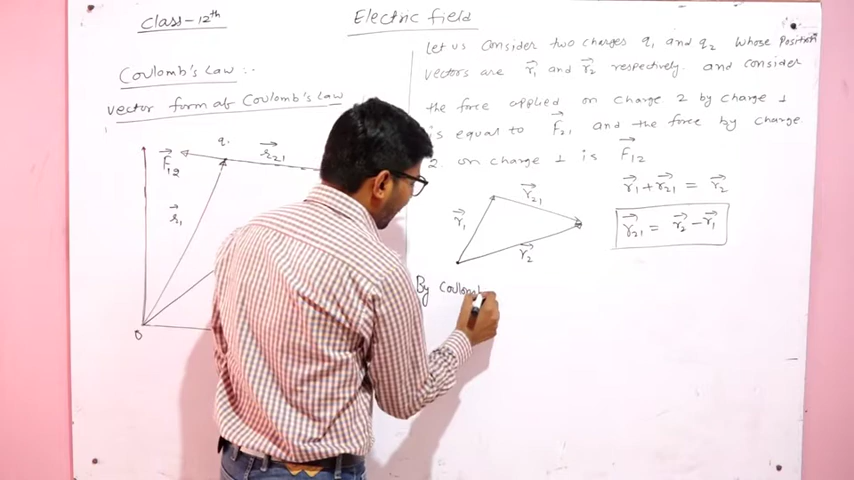 Class-12th
Electric field
Coulomb's Law :-
vector form of Coulomb's Law
F⃗12
q1
r⃗21
r⃗1
O
Let us consider two charges q1 and q2 whose position
vectors are r⃗1 and r⃗2 respectively. and consider
the force applied on charge 2 by charge 1
is equal to F⃗21 and the force by charge
2 on charge 1 is F⃗12
r⃗1
r⃗21
r⃗2
r⃗1 + r⃗21 = r⃗2
r⃗21 = r⃗2 - r⃗1
By Coulomb